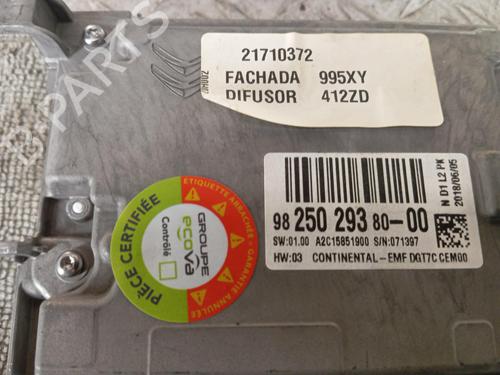 21710372
FACHADA 995XY
DIFUSOR 412ZD
98 250 293 80-00
SW:01.00 A2C15851900 S/N:071397
HW:03 CONTINENTAL-EMF DGT7C CEM00
N D1 L2 PK
2018/06/05
PIÈCE CERTIFIÉE
ETIQUETTE ARRACHÉE =
GARANTIE ANNULÉE
GROUPE
ecova
Contrôlé